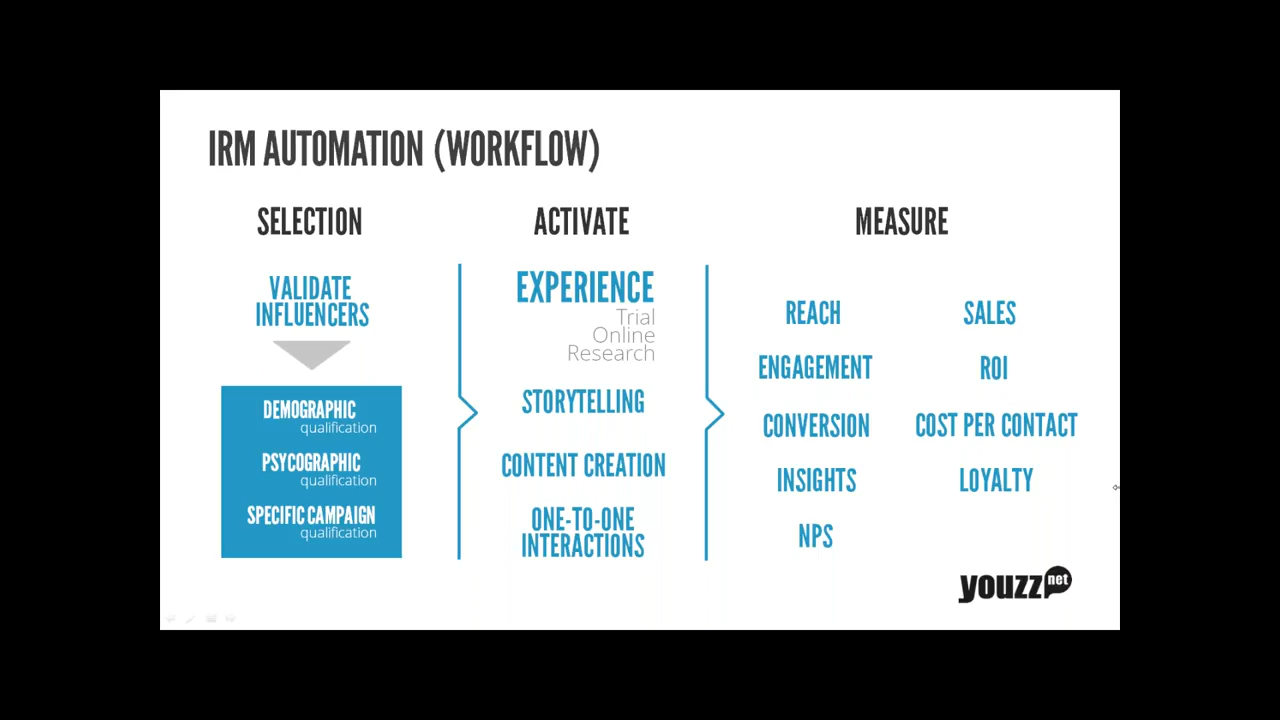 IRM AUTOMATION (WORKFLOW)
SELECTION
VALIDATE
INFLUENCERS
DEMOGRAPHIC
qualification
PSYCOGRAPHIC
qualification
SPECIFIC CAMPAIGN
qualification
ACTIVATE
EXPERIENCE
Trial
Online
Research
STORYTELLING
CONTENT CREATION
ONE-TO-ONE
INTERACTIONS
MEASURE
REACH
ENGAGEMENT
CONVERSION
INSIGHTS
NPS
SALES
ROI
COST PER CONTACT
LOYALTY
youzz net